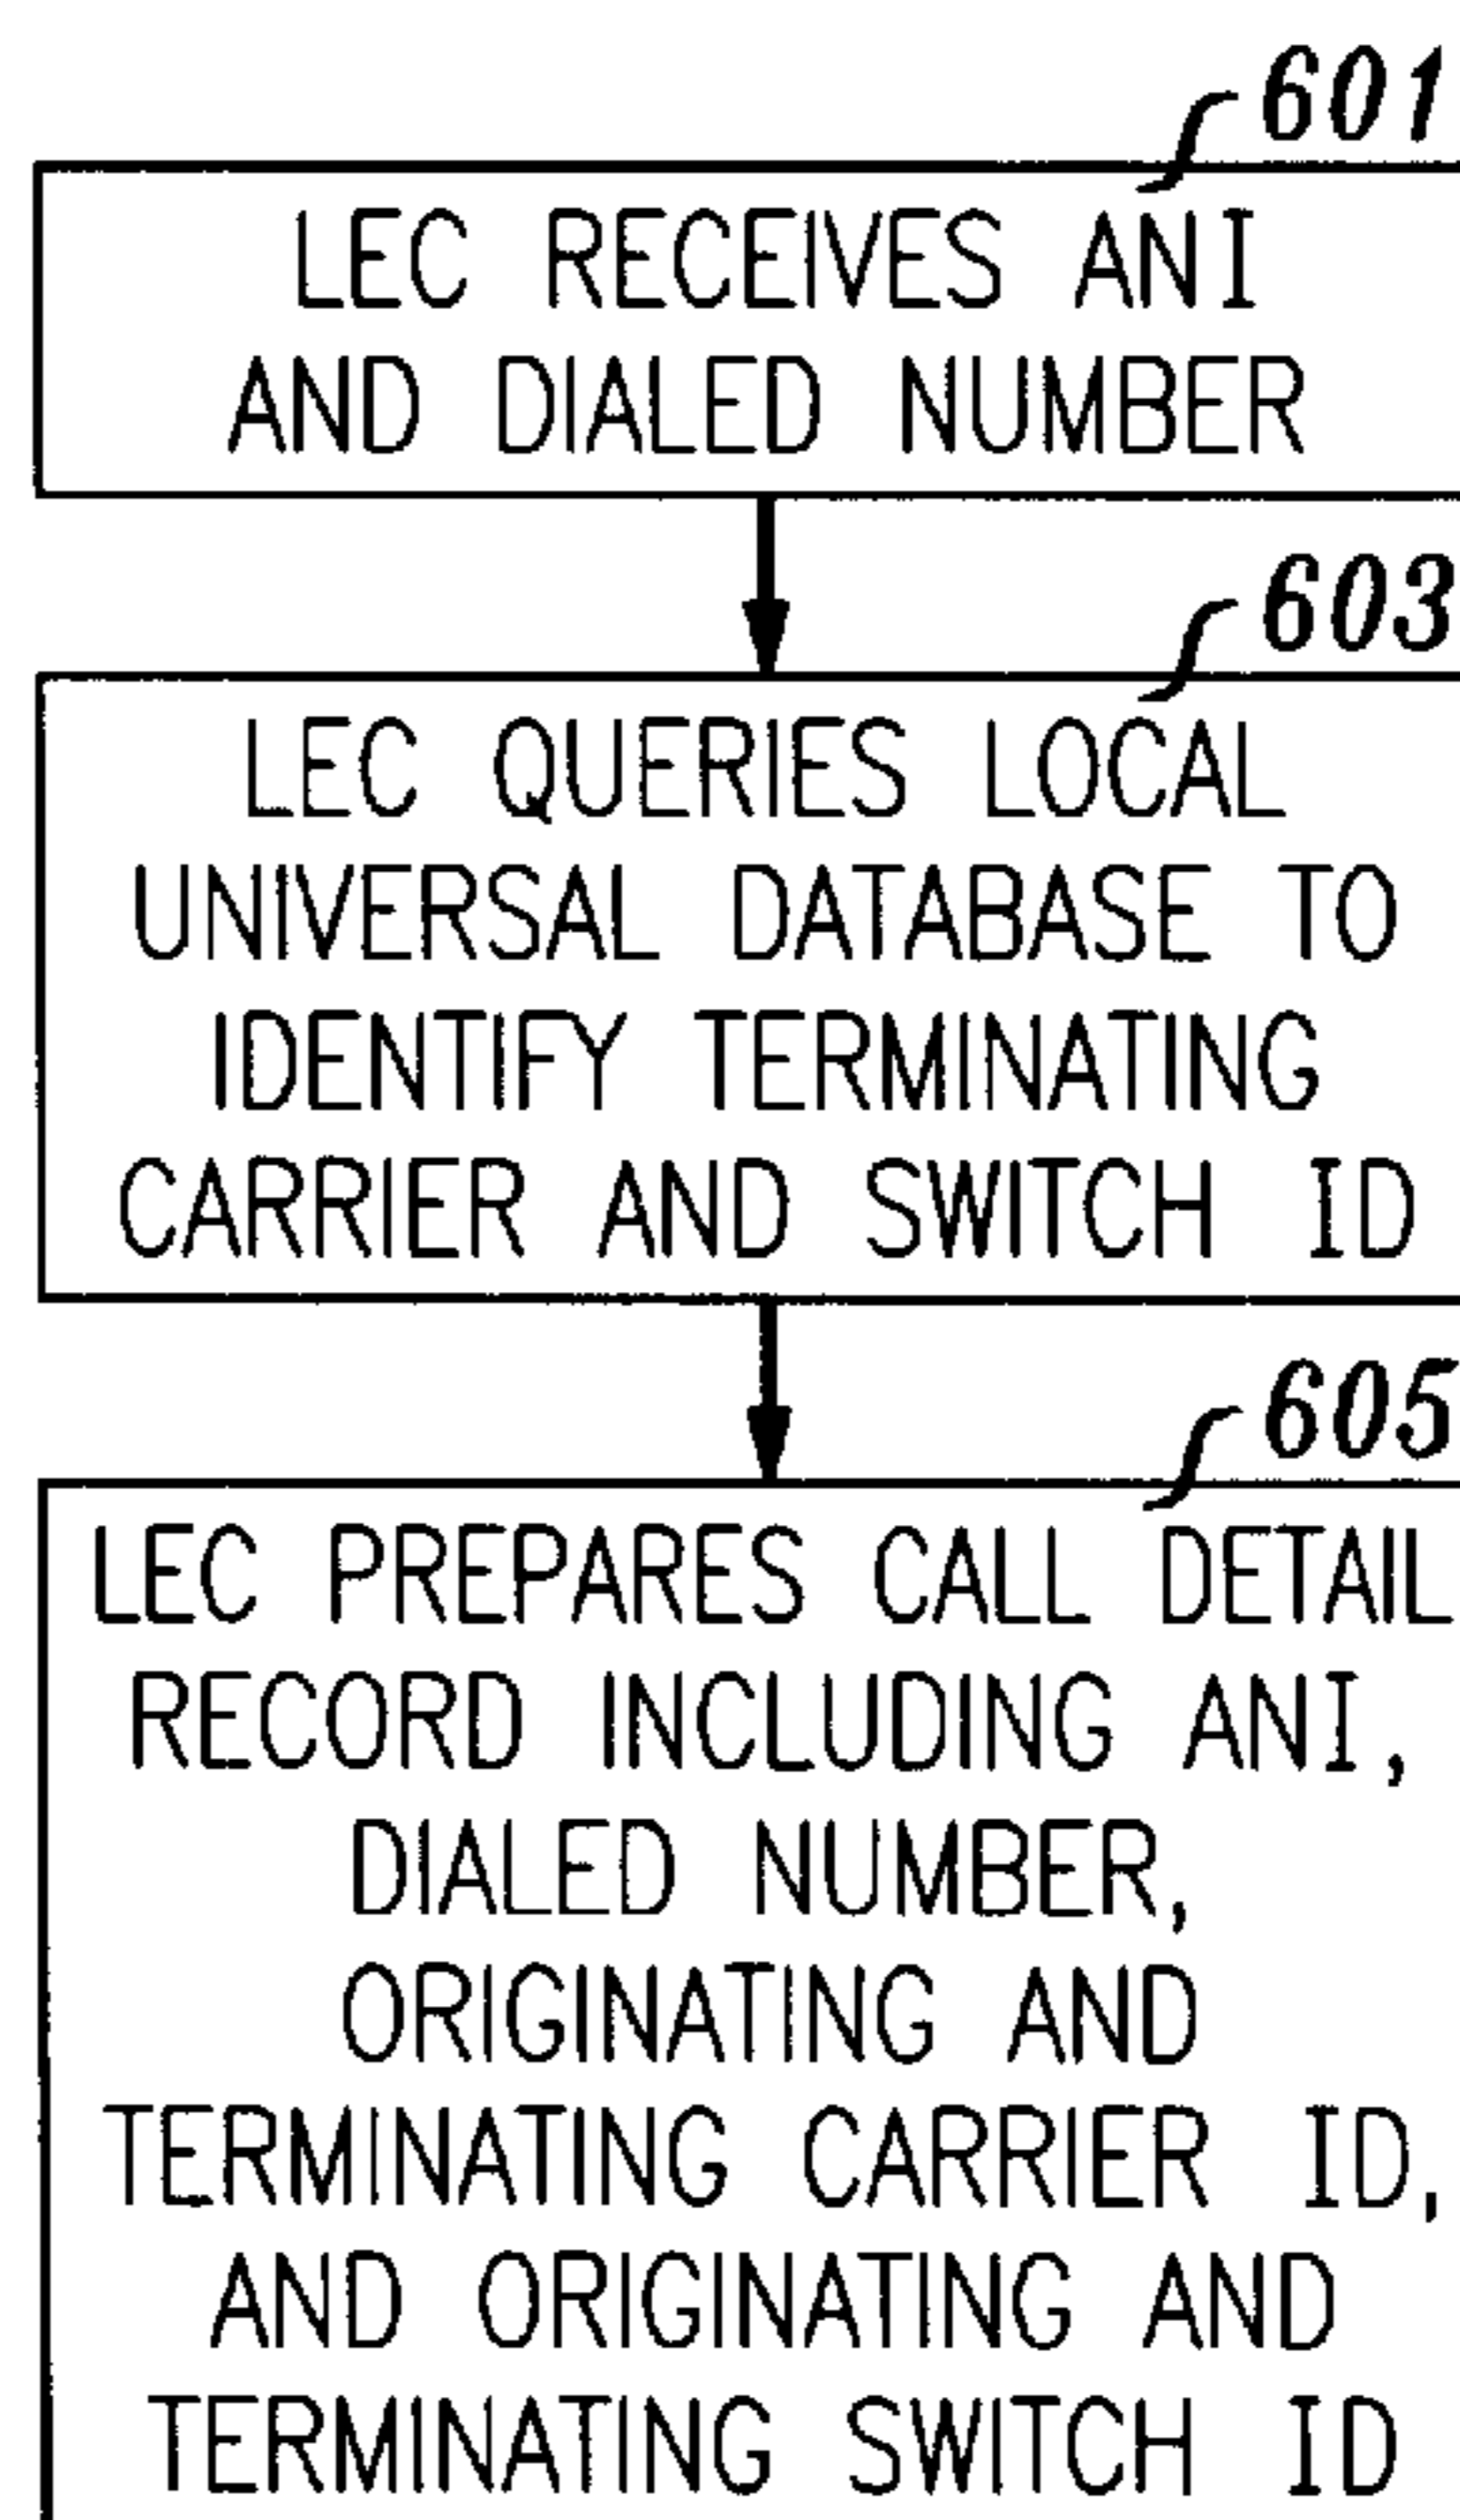 601
LEC RECEIVES ANI
AND DIALED NUMBER
603
LEC QUERIES LOCAL
UNIVERSAL DATABASE TO
IDENTIFY TERMINATING
CARRIER AND SWITCH ID
605
LEC PREPARES CALL DETAIL
RECORD INCLUDING ANI,
DIALED NUMBER,
ORIGINATING AND
TERMINATING CARRIER ID,
AND ORIGINATING AND
TERMINATING SWITCH ID